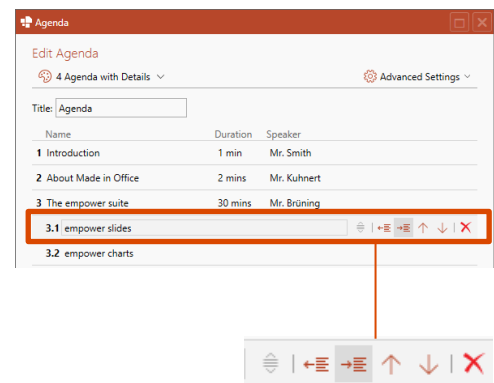 Agenda
Edit Agenda
4 Agenda with Details
Advanced Settings
Title: Agenda
Name Duration Speaker
1 Introduction 1 min Mr. Smith
2 About Made in Office 2 mins Mr. Kuhnert
3 The empower suite 30 mins Mr. Brüning
3.1 empower slides
3.2 empower charts